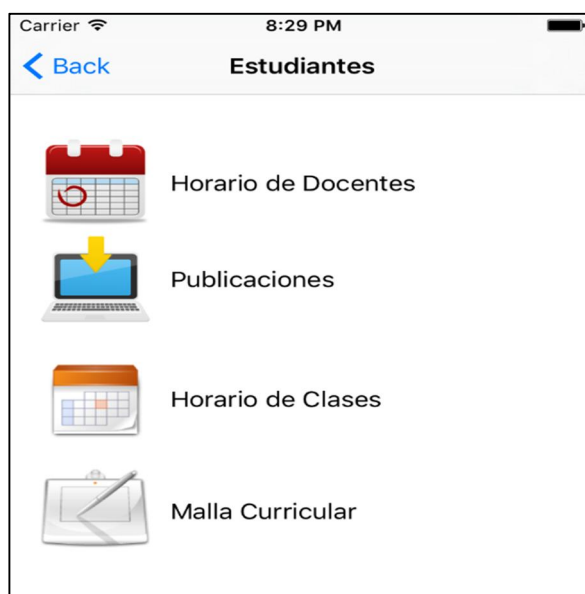 Carrier 8:29 PM
Back Estudiantes
Horario de Docentes
Publicaciones
Horario de Clases
Malla Curricular